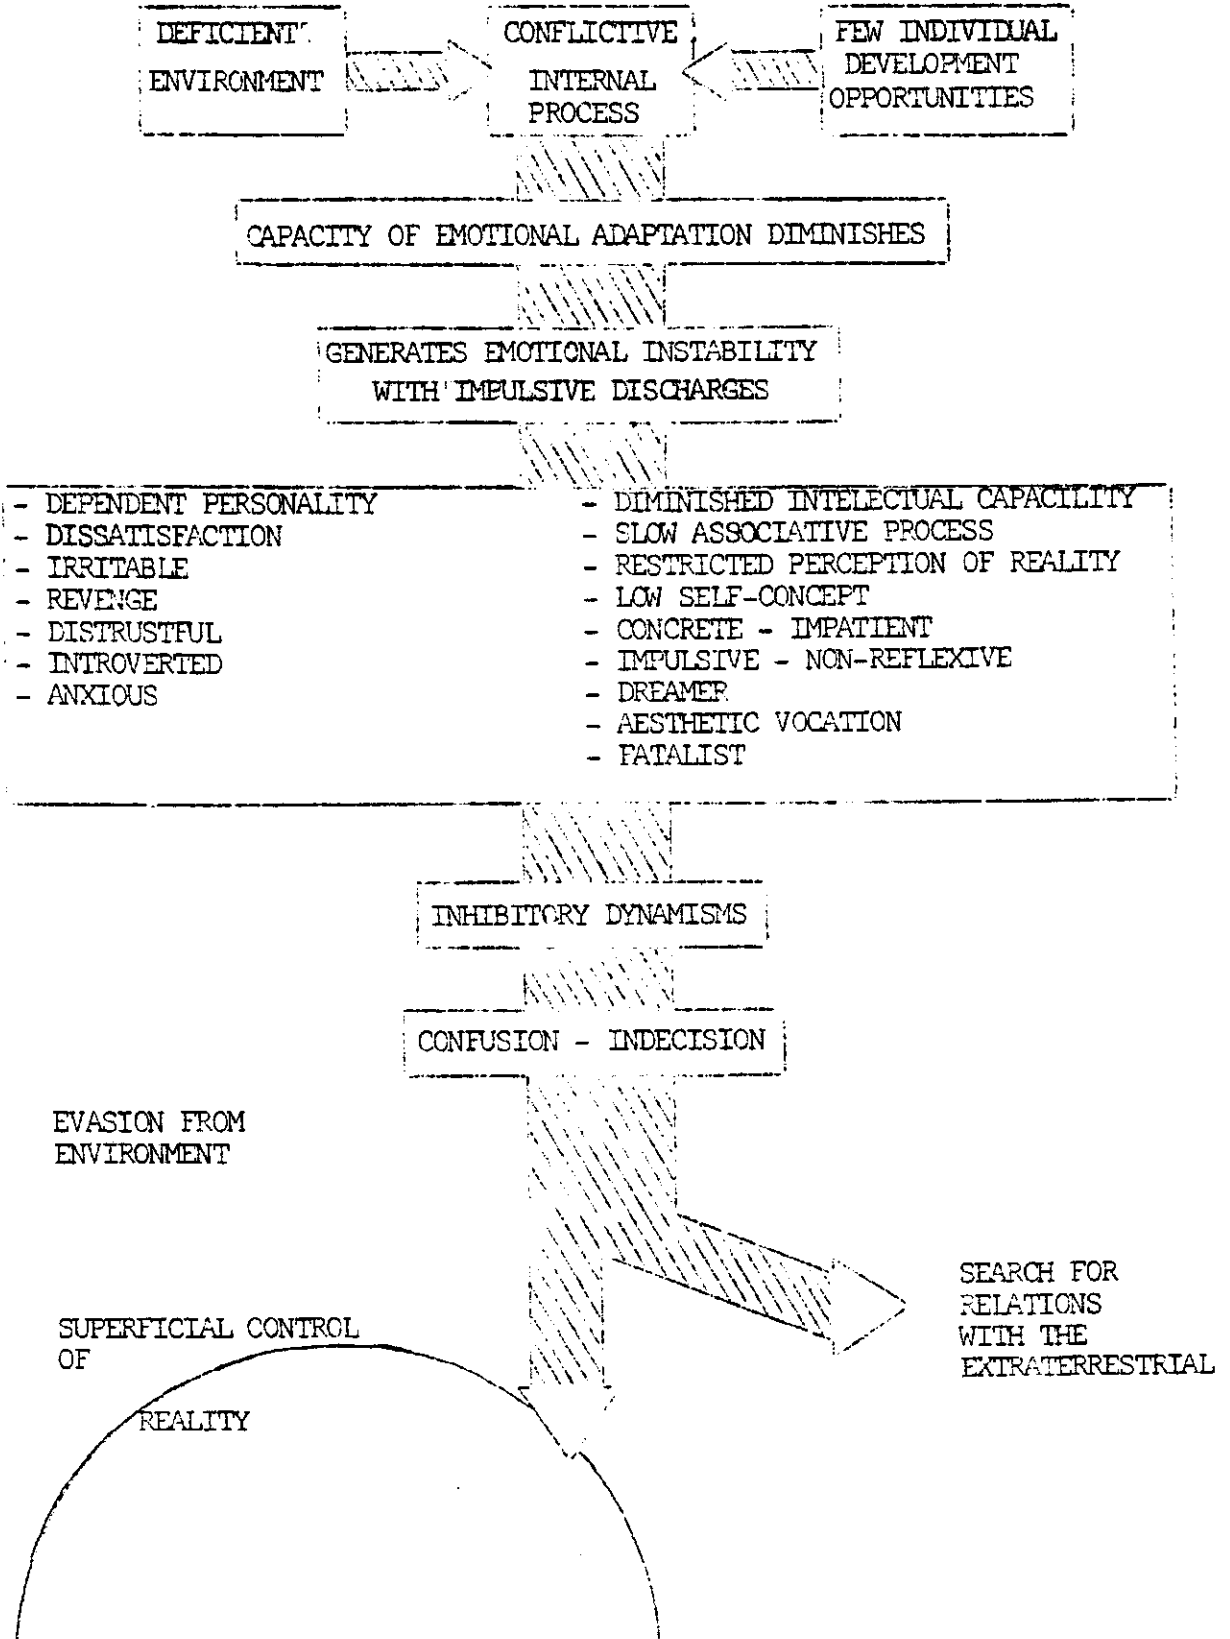 DEFICIENT
ENVIRONMENT
CONFLICTIVE
INTERNAL
PROCESS
FEW INDIVIDUAL
DEVELOPMENT
OPPORTUNITIES
CAPACITY OF EMOTIONAL ADAPTATION DIMINISHES
GENERATES EMOTIONAL INSTABILITY
WITH IMPULSIVE DISCHARGES
- DEPENDENT PERSONALITY
- DISSATISFACTION
- IRRITABLE
- REVENGE
- DISTRUSTFUL
- INTROVERTED
- ANXIOUS
- DIMINISHED INTELECTUAL CAPACILITY
- SLOW ASSOCIATIVE PROCESS
- RESTRICTED PERCEPTION OF REALITY
- LOW SELF-CONCEPT
- CONCRETE - IMPATIENT
- IMPULSIVE - NON-REFLEXIVE
- DREAMER
- AESTHETIC VOCATION
- FATALIST
INHIBITORY DYNAMISMS
CONFUSION - INDECISION
EVASION FROM
ENVIRONMENT
SEARCH FOR
RELATIONS
WITH THE
EXTRATERRESTRIAL
SUPERFICIAL CONTROL
OF
REALITY